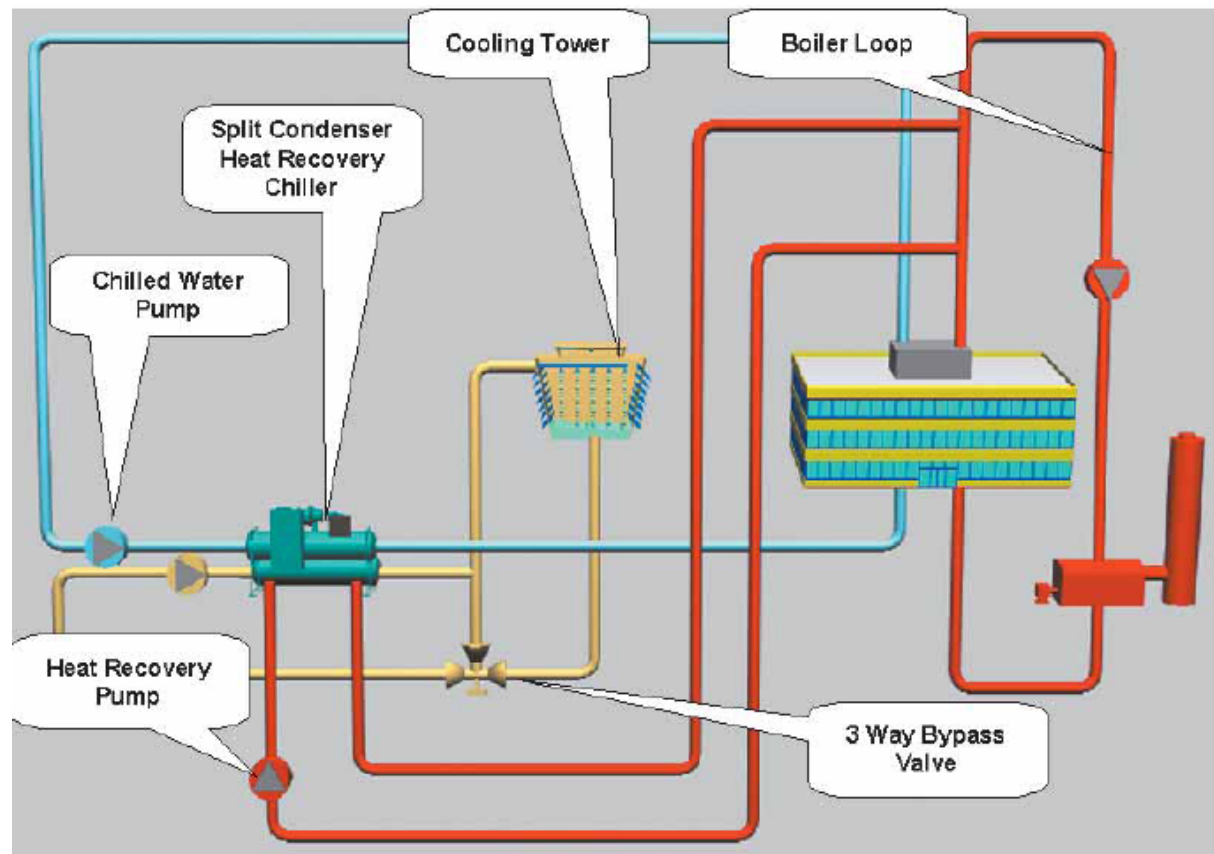 Cooling Tower
Boiler Loop
Split Condenser
Heat Recovery
Chiller
Chilled Water
Pump
Heat Recovery
Pump
3 Way Bypass
Valve